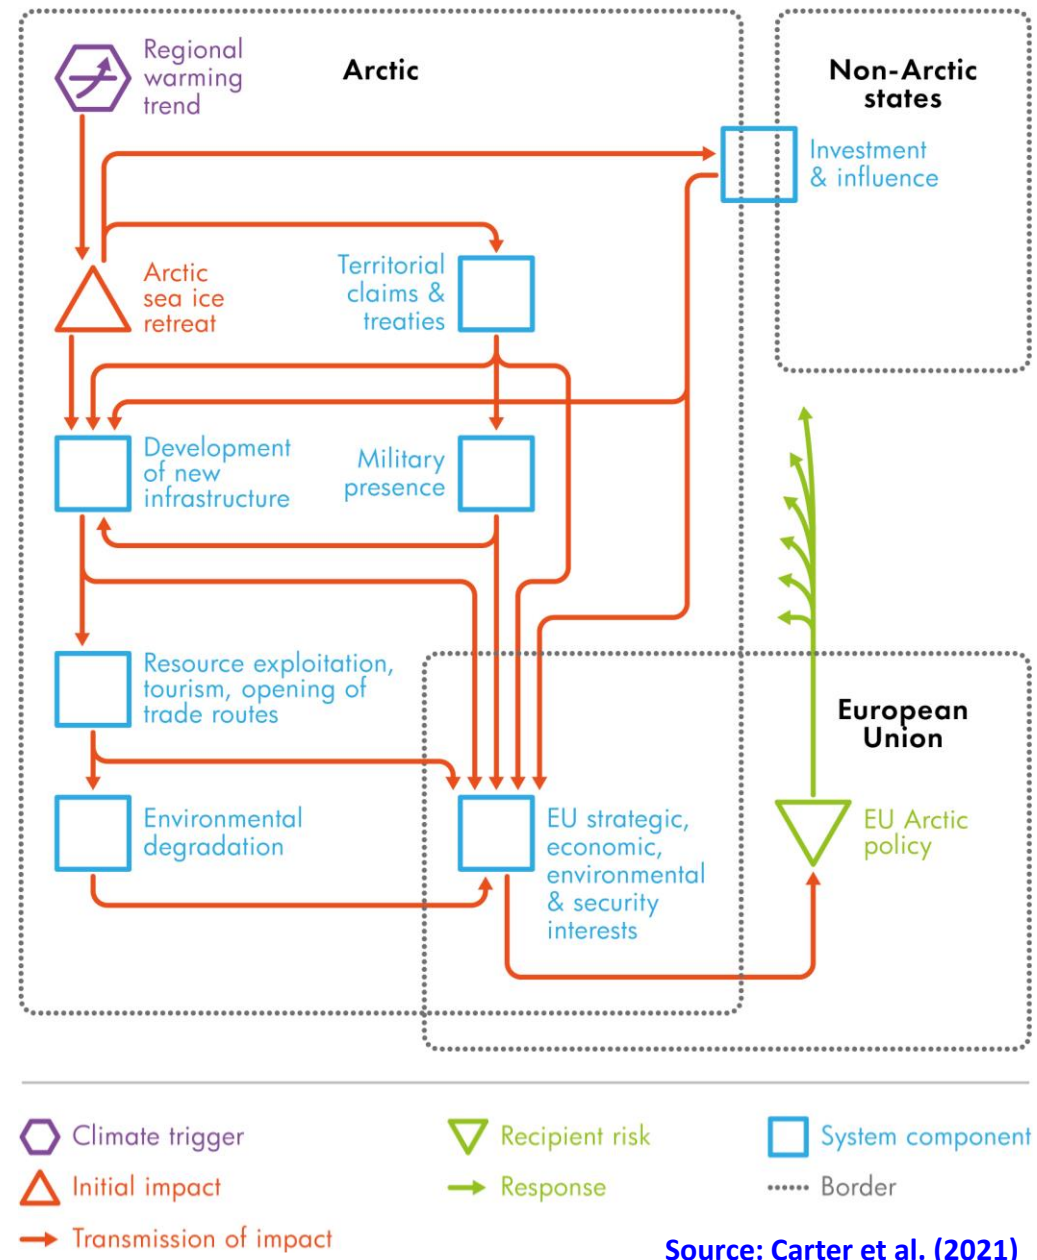 Regional
warming
trend
Arctic
Non-Arctic
states
Investment
& influence
Arctic
sea ice
retreat
Territorial
claims &
treaties
Development
of new
infrastructure
Military
presence
Resource exploitation,
tourism, opening of
trade routes
European
Union
Environmental
degradation
EU strategic,
economic,
environmental
& security
interests
EU Arctic
policy
Climate trigger
Recipient risk
System component
Initial impact
Response
Border
Transmission of impact
Source: Carter et al. (2021)